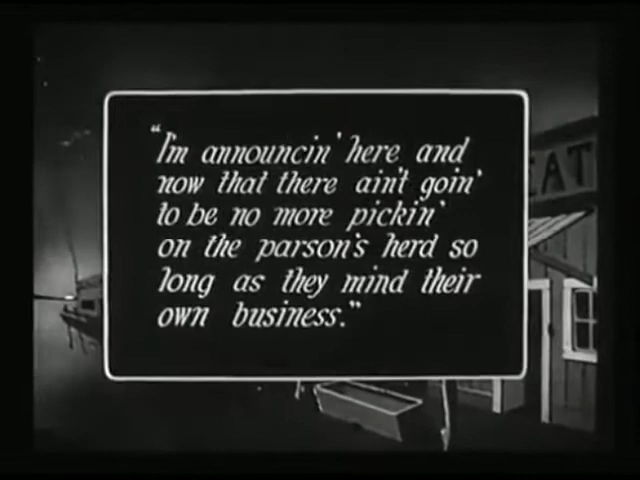 "I'm announcin' here and
now that there ain't goin'
to be no more pickin'
on the parson's herd so
long as they mind their
own business."
EAT